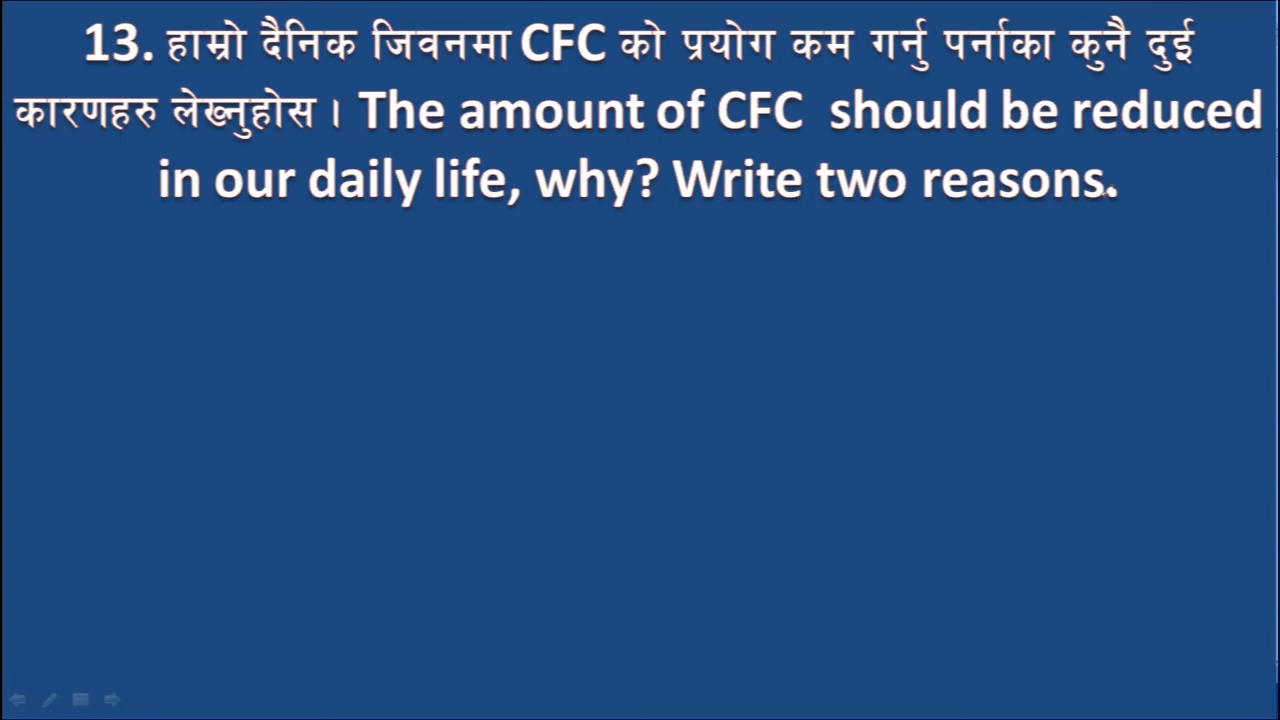 13. हाम्रो दैनिक जिवनमा CFC को प्रयोग कम गर्नु पर्नाका कुनै दुई
कारणहरु लेख्नुहोस । The amount of CFC should be reduced
in our daily life, why? Write two reasons.